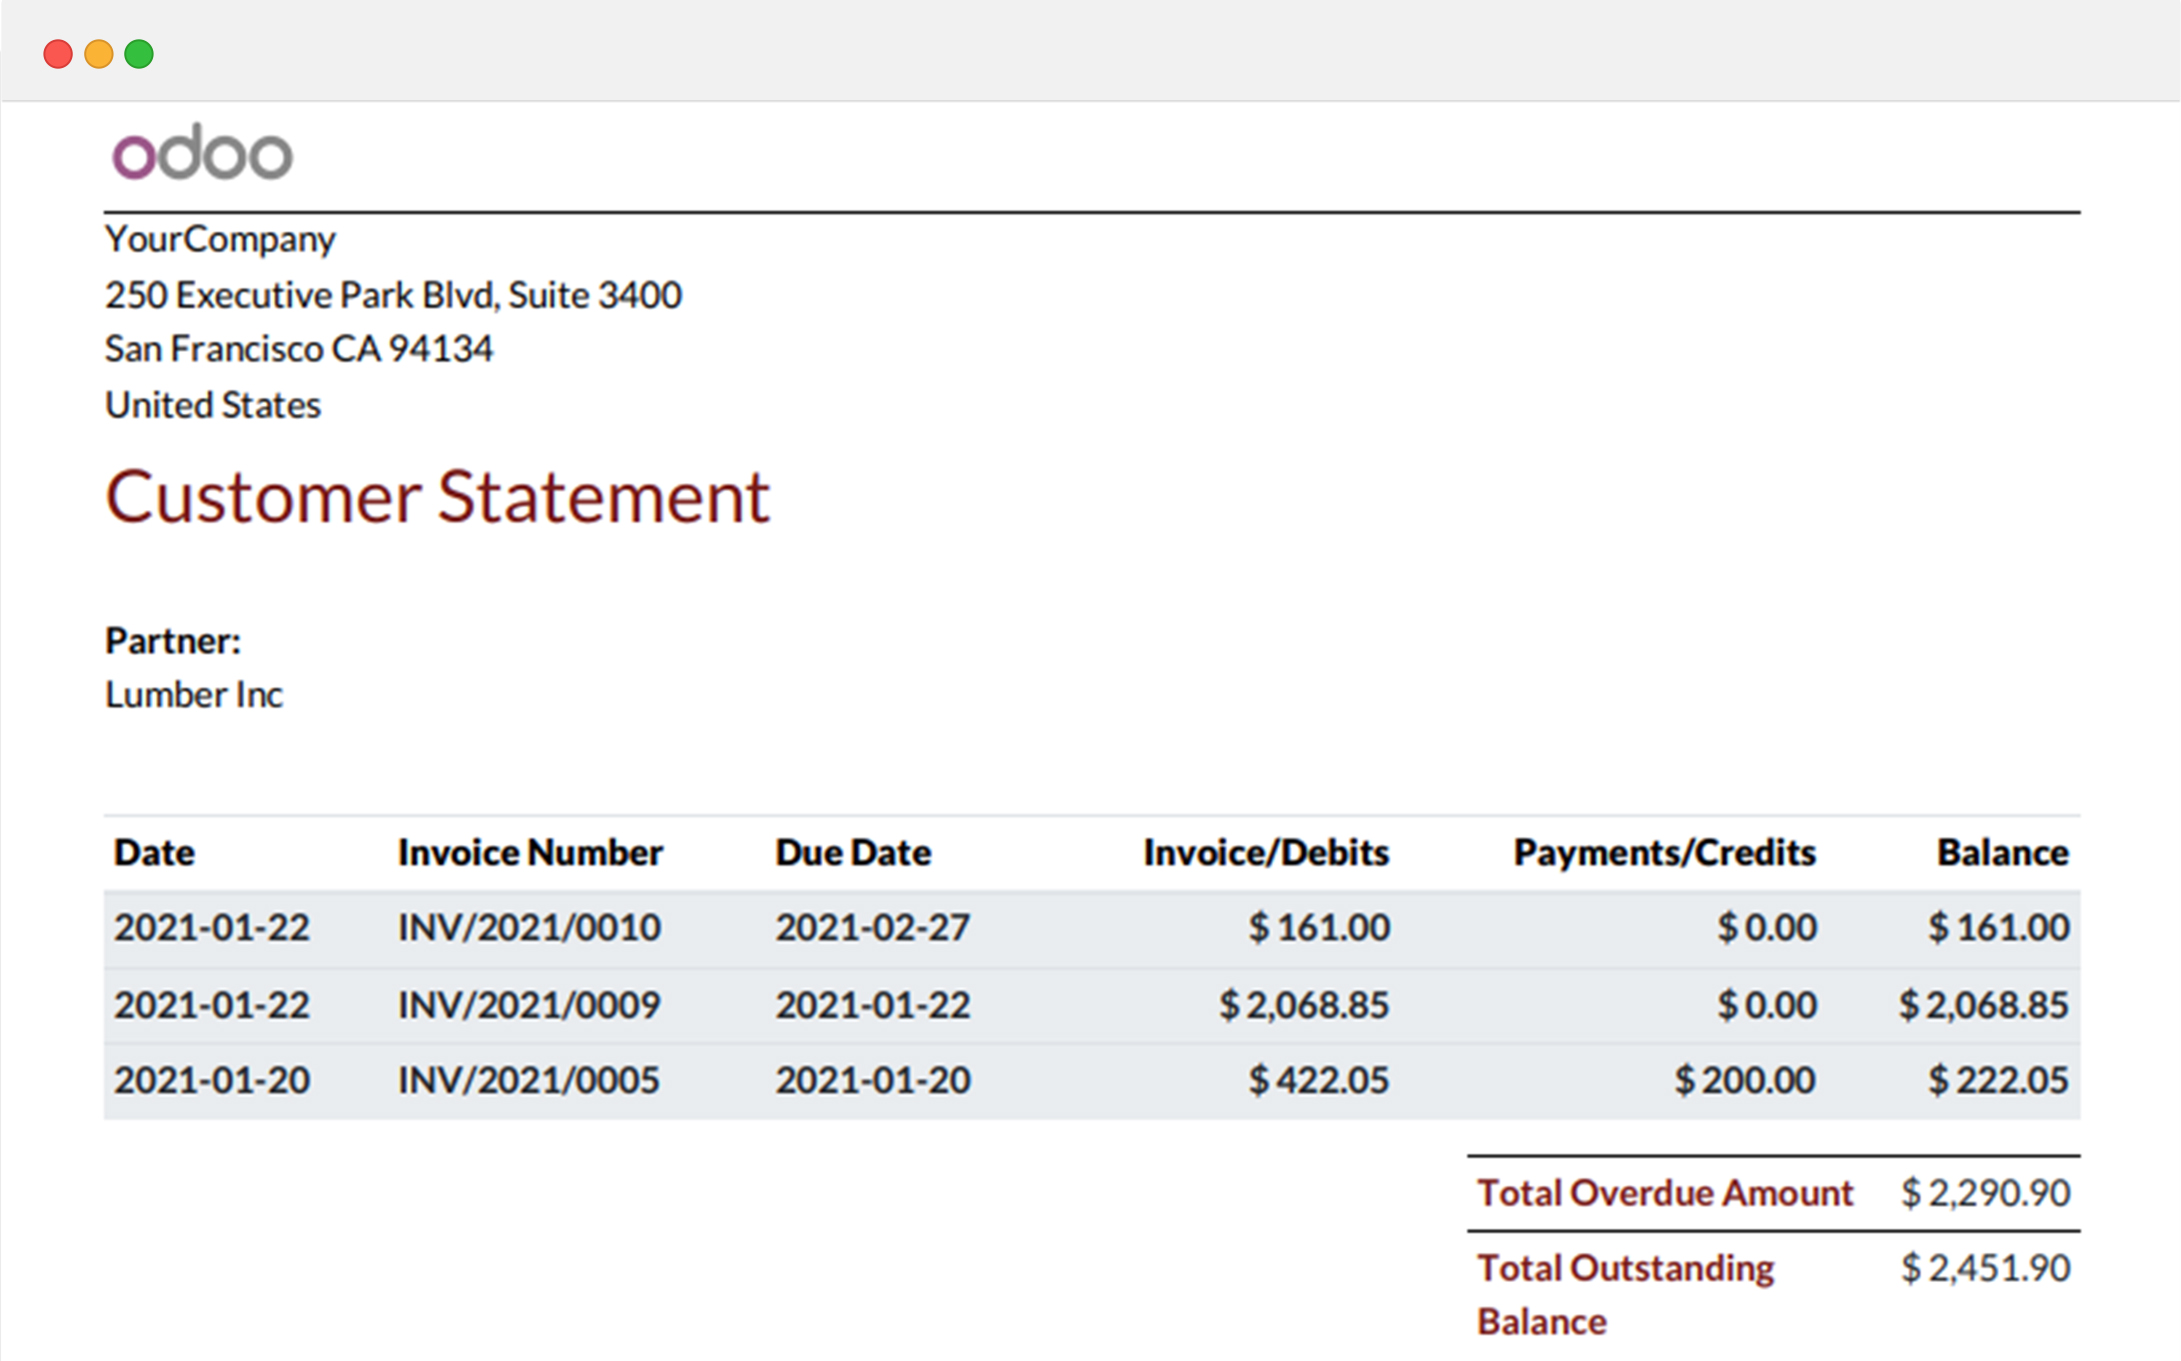 odoo
YourCompany
250 Executive Park Blvd, Suite 3400
San Francisco CA 94134
United States
Customer Statement
Partner:
Lumber Inc
Date Invoice Number Due Date Invoice/Debits Payments/Credits Balance
2021-01-22 INV/2021/0010 2021-02-27 $ 161.00 $ 0.00 $ 161.00
2021-01-22 INV/2021/0009 2021-01-22 $ 2,068.85 $ 0.00 $ 2,068.85
2021-01-20 INV/2021/0005 2021-01-20 $ 422.05 $ 200.00 $ 222.05
Total Overdue Amount $ 2,290.90
Total Outstanding $ 2,451.90
Balance